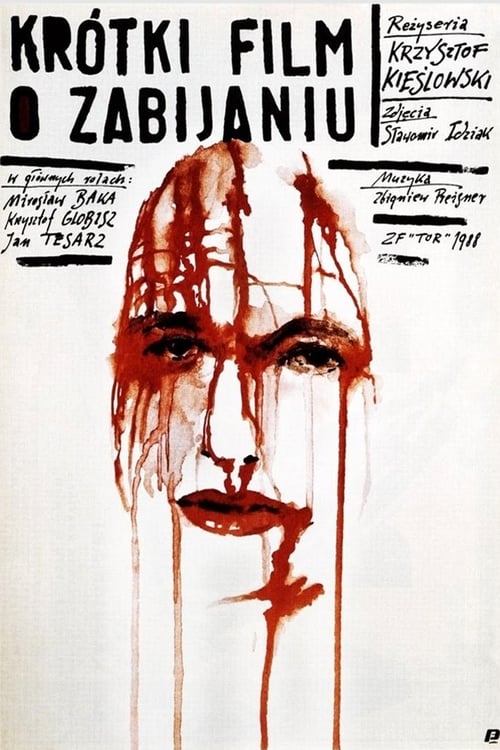 KRÓTKI FILM
O ZABIJANIU
Reżyseria
KRZYSZTOF
KIEŚLOWSKI
Zdjęcia
Sławomir Idziak
w głównych rolach:
Mirosław BAKA
Krzysztof GLOBISZ
Jan TESARZ
Muzyka
Zbigniew Preisner
ZF "TOR" 1988